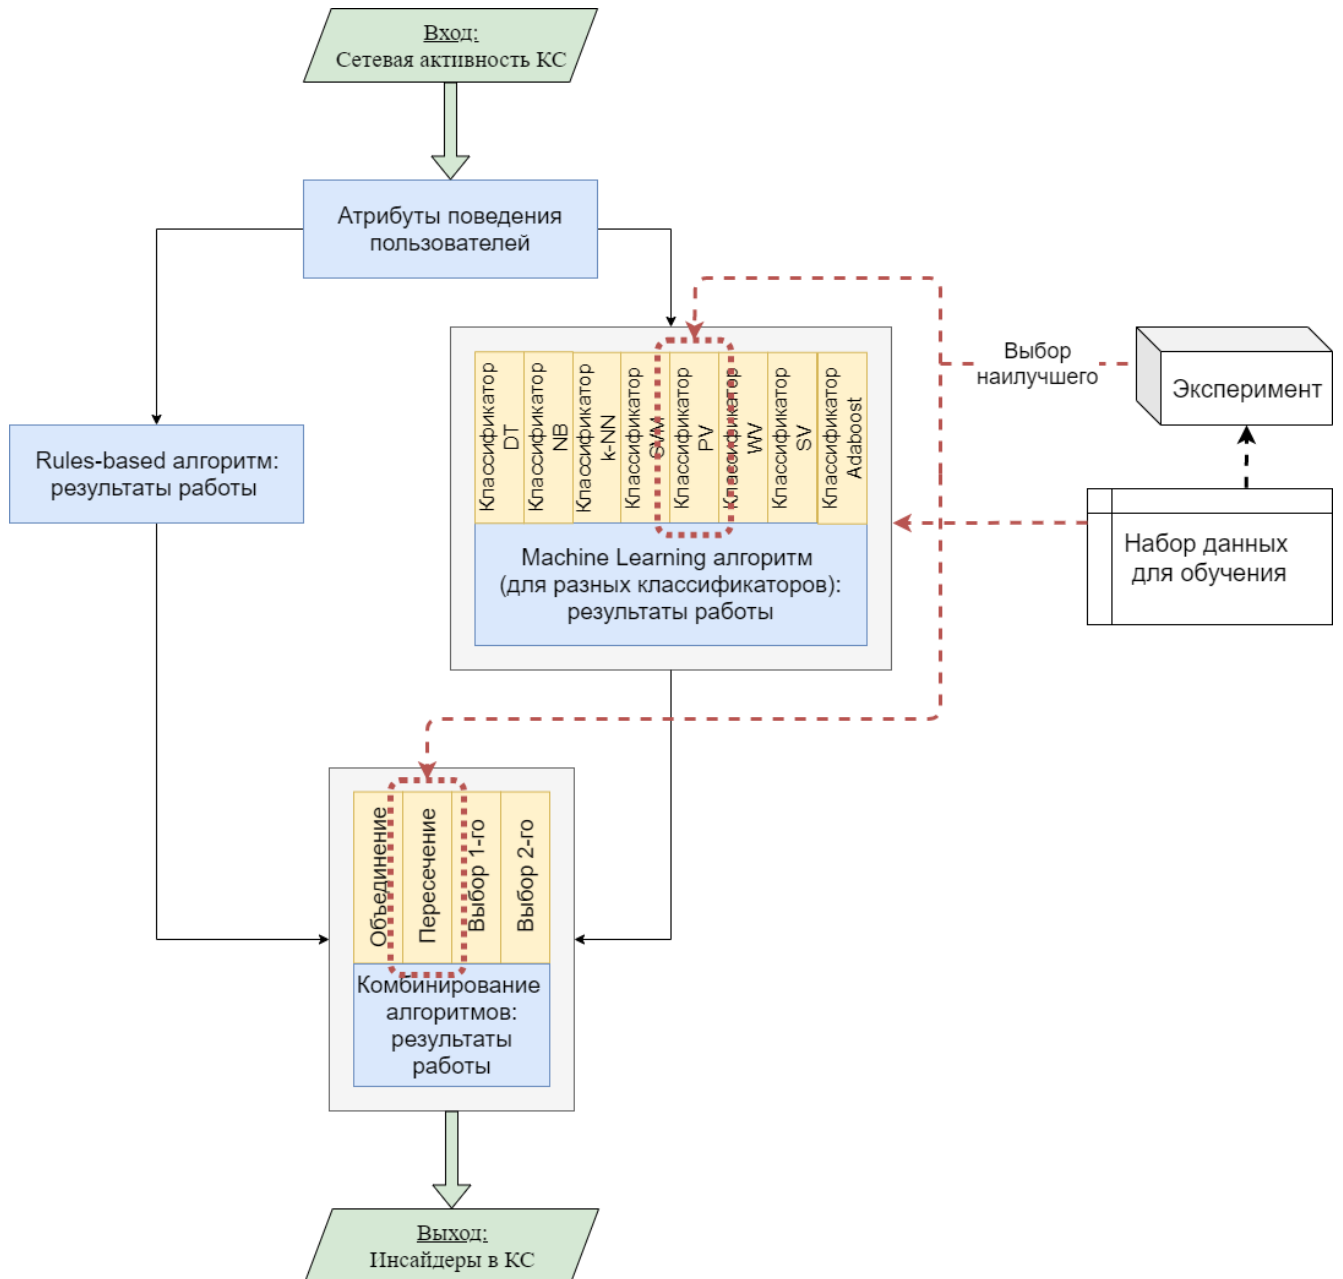 Вход:
Сетевая активность КС
Атрибуты поведения
пользователей
Выбор
наилучшего
Эксперимент
Rules-based алгоритм:
результаты работы
Классификатор
DT
Классификатор
NB
Классификатор
k-NN
Классификатор
SVM
Классификатор
PV
Классификатор
WV
Классификатор
SV
Классификатор
Adaboost
Machine Learning алгоритм
(для разных классификаторов):
результаты работы
Набор данных
для обучения
Объединение
Пересечение
Выбор 1-го
Выбор 2-го
Комбинирование
алгоритмов:
результаты
работы
Выход:
Инсайдеры в КС